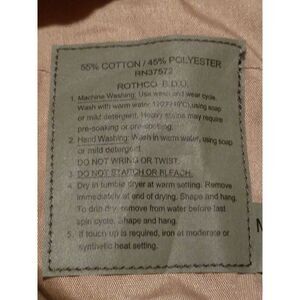 55% COTTON / 45% POLYESTER
RN37572
ROTHCO B.D.U.
1. Machine Washing: Use wash and wear cycle.
Wash with warm water, 120°F (48°C), using soap
or mild detergent. Heavy stains may require
pre-soaking or pre-spotting.
2. Hand Washing: Wash in warm water, using soap
or mild detergent.
DO NOT WRING OR TWIST.
3. DO NOT STARCH OR BLEACH.
4. Dry in tumble dryer at warm setting. Remove
immediately at end of drying. Shape and hang.
To drip dry, remove from water before last
spin cycle. Shape and hang.
5. If touch up is required, iron at moderate or
synthetic heat setting.